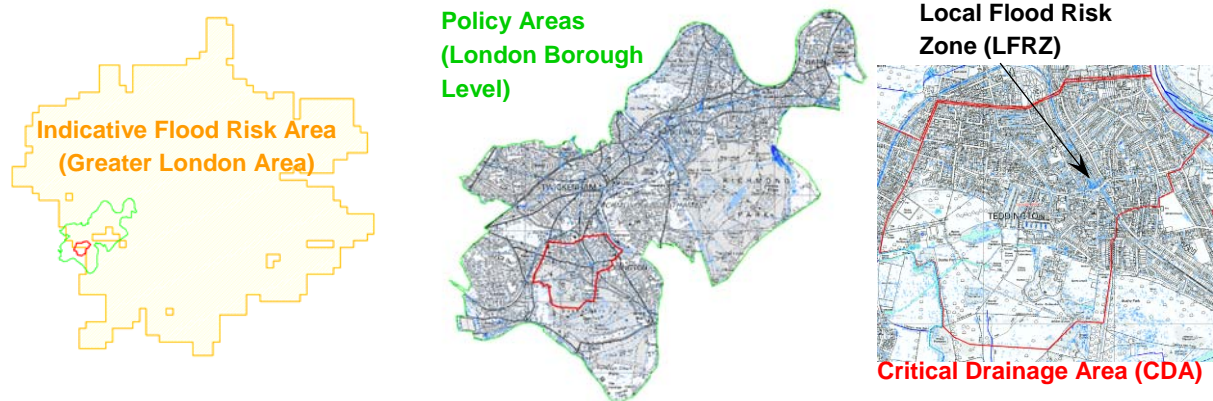 Indicative Flood Risk Area
(Greater London Area)
Policy Areas
(London Borough
Level)
TWICKENHAM
RICHMOND
PARK
Local Flood Risk
Zone (LFRZ)
TEDDINGTON
Critical Drainage Area (CDA)